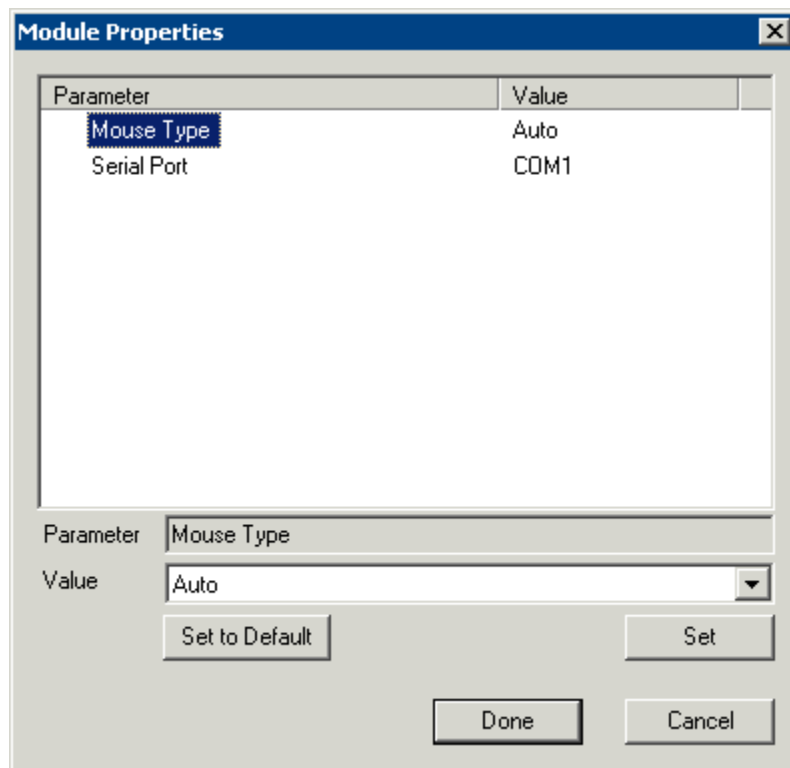 Module Properties
Parameter Value
Mouse Type Auto
Serial Port COM1
Parameter Mouse Type
Value Auto
Set to Default Set
Done Cancel